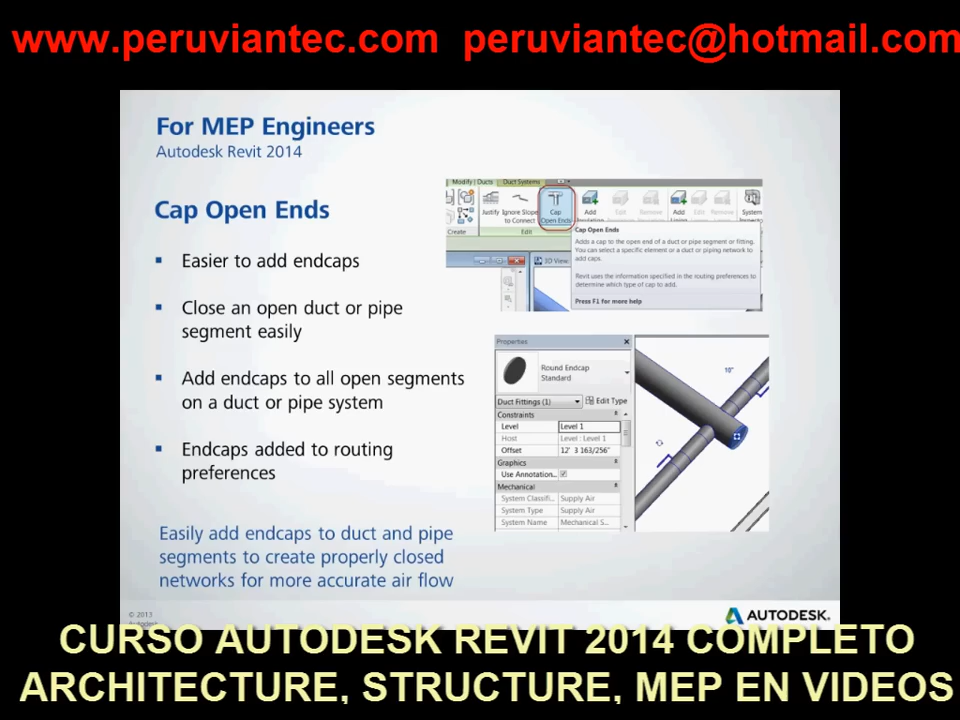 www.peruviantec.com peruviantec@hotmail.com
For MEP Engineers
Autodesk Revit 2014
Cap Open Ends
Easier to add endcaps
Close an open duct or pipe
segment easily
Add endcaps to all open segments
on a duct or pipe system
Endcaps added to routing
preferences
Easily add endcaps to duct and pipe
segments to create properly closed
networks for more accurate air flow
Modify | Ducts Duct Systems
Justify Ignore Slope to Connect
Cap Open Ends
Add
Edit
Remove
Add Lining
Edit
Remove
System
Create
Edit
Cap Open Ends
Adds a cap to the open end of a duct or pipe segment or fitting.
You can select a specific element or a duct or piping network to
add caps.
Revit uses the information specified in the routing preferences to
determine which type of cap to add.
Press F1 for more help
3D View:
Properties
Round Endcap
Standard
Duct Fittings (1) Edit Type
Constraints
Level Level 1
Host Level : Level 1
Offset 12' 3 163/256"
Graphics
Use Annotation...
Mechanical
System Classifi... Supply Air
System Type Supply Air
System Name Mechanical S...
10"
© 2013
Autodesk
AUTODESK.
CURSO AUTODESK REVIT 2014 COMPLETO
ARCHITECTURE, STRUCTURE, MEP EN VIDEOS